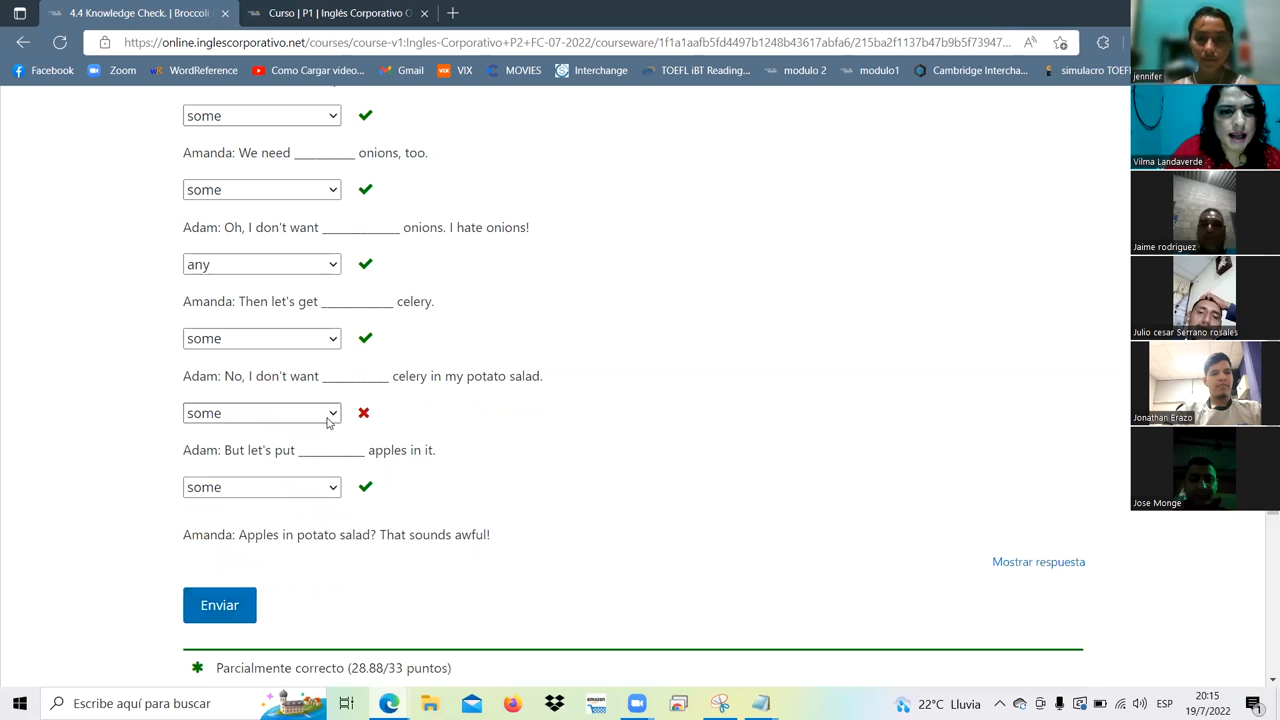 4.4 Knowledge Check. | Broccoli
Curso | P1 | Inglés Corporativo
https://online.inglescorporativo.net/courses/course-v1:Ingles-Corporativo+P2+FC-07-2022/courseware/1f1a1aafb5fd4497b1248b43617abfa6/215ba2f1137b47b9b5f73947...
Facebook Zoom WordReference Como Cargar video... Gmail VIX MOVIES Interchange TOEFL iBT Reading... modulo 2 modulo1 Cambridge Intercha... simulacro TOEF
some
Amanda: We need __________ onions, too.
some
Adam: Oh, I don't want _____________ onions. I hate onions!
any
Amanda: Then let's get ____________ celery.
some
Adam: No, I don't want ___________ celery in my potato salad.
some
Adam: But let's put ___________ apples in it.
some
Amanda: Apples in potato salad? That sounds awful!
Mostrar respuesta
Enviar
Parcialmente correcto (28.88/33 puntos)
jennifer
Vilma Landaverde
Jaime rodriguez
Julio cesar Serrano rosales
Jonathan Erazo
Jose Monge
Escribe aquí para buscar
22°C Lluvia
ESP
20:15
19/7/2022
1